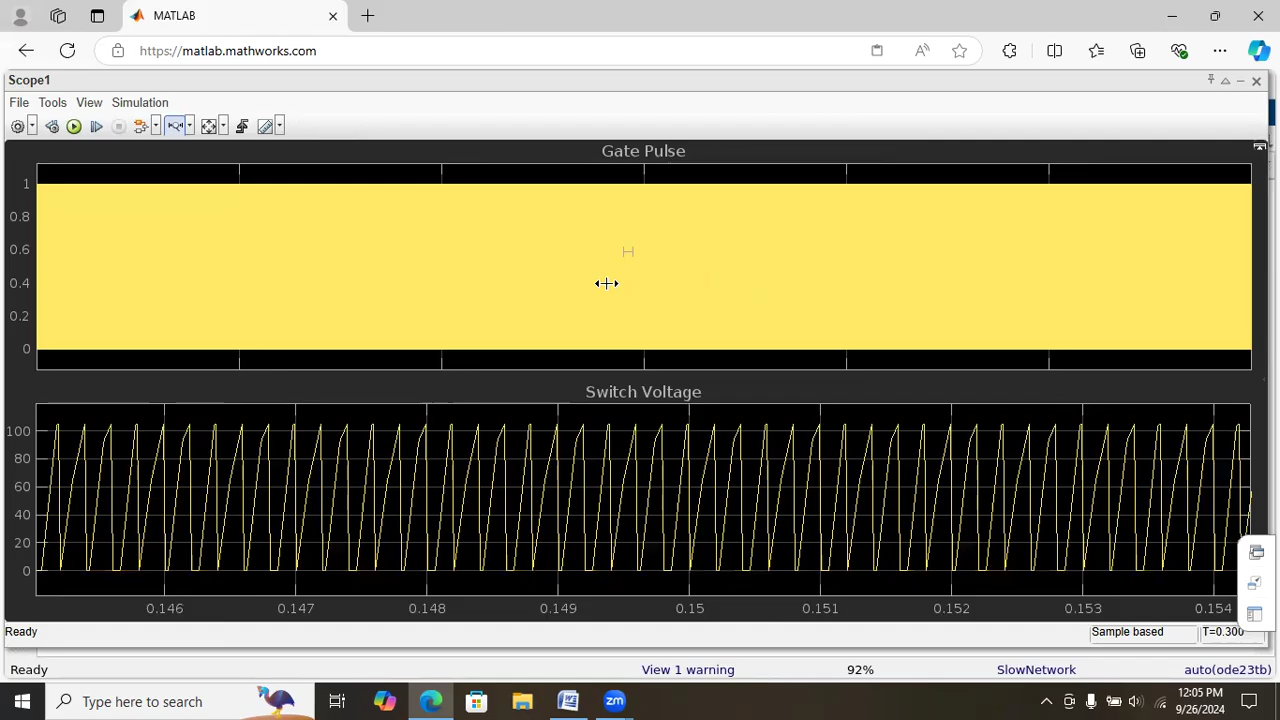 MATLAB
https://matlab.mathworks.com
Scope1
File Tools View Simulation
Gate Pulse
1
0.8
0.6
0.4
0.2
0
Switch Voltage
100
80
60
40
20
0
0.146 0.147 0.148 0.149 0.15 0.151 0.152 0.153 0.154
Ready Sample based T=0.300
Ready View 1 warning 92% SlowNetwork auto(ode23tb)
Type here to search
12:05 PM
9/26/2024